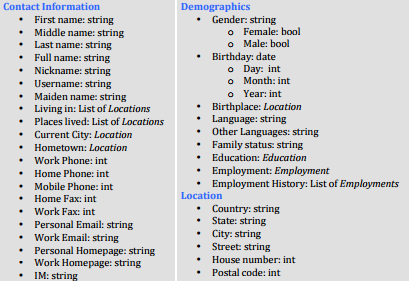 Contact Information
• First name: string
• Middle name: string
• Last name: string
• Full name: string
• Nickname: string
• Username: string
• Maiden name: string
• Living in: List of Locations
• Places lived: List of Locations
• Current City: Location
• Hometown: Location
• Work Phone: int
• Home Phone: int
• Mobile Phone: int
• Home Fax: int
• Work Fax: int
• Personal Email: string
• Work Email: string
• Personal Homepage: string
• Work Homepage: string
• IM: string
Demographics
• Gender: string
o Female: bool
o Male: bool
• Birthday: date
o Day: int
o Month: int
o Year: int
• Birthplace: Location
• Language: string
• Other Languages: string
• Family status: string
• Education: Education
• Employment: Employment
• Employment History: List of Employments
Location
• Country: string
• State: string
• City: string
• Street: string
• House number: int
• Postal code: int